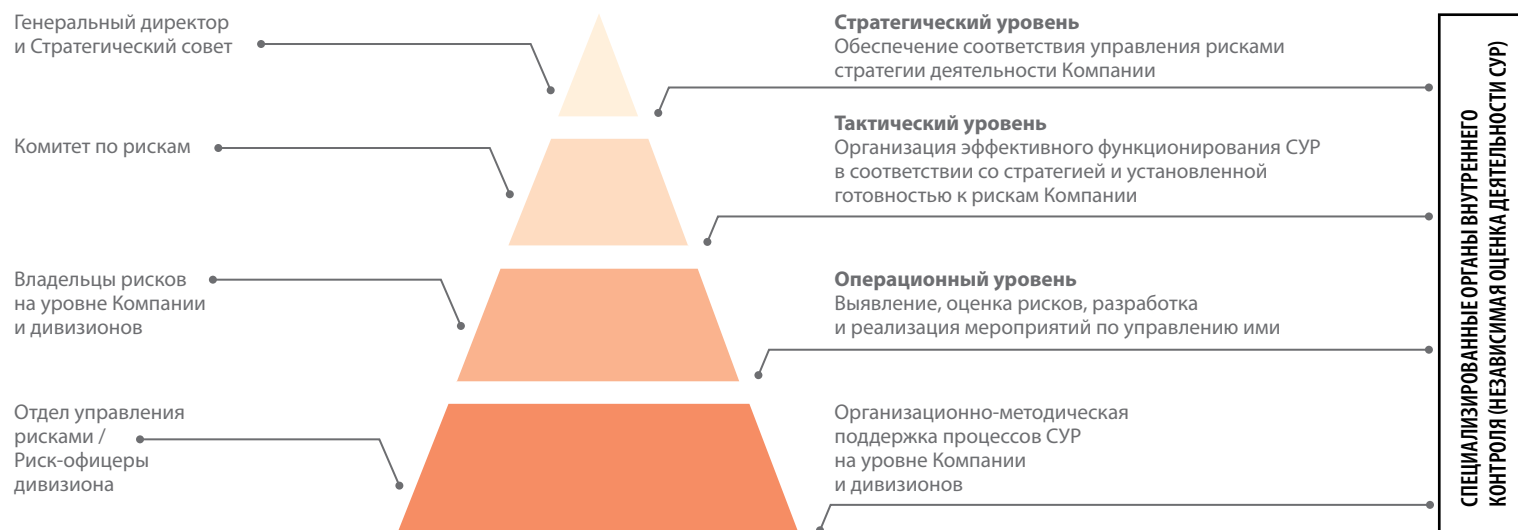 Генеральный директор
и Стратегический совет
Стратегический уровень
Обеспечение соответствия управления рисками
стратегии деятельности Компании
Комитет по рискам
Тактический уровень
Организация эффективного функционирования СУР
в соответствии со стратегией и установленной
готовностью к рискам Компании
Владельцы рисков
на уровне Компании
и дивизионов
Операционный уровень
Выявление, оценка рисков, разработка
и реализация мероприятий по управлению ими
Отдел управления
рисками /
Риск-офицеры
дивизиона
Организационно-методическая
поддержка процессов СУР
на уровне Компании
и дивизионов
СПЕЦИАЛИЗИРОВАННЫЕ ОРГАНЫ ВНУТРЕННЕГО
КОНТРОЛЯ (НЕЗАВИСИМАЯ ОЦЕНКА ДЕЯТЕЛЬНОСТИ СУР)